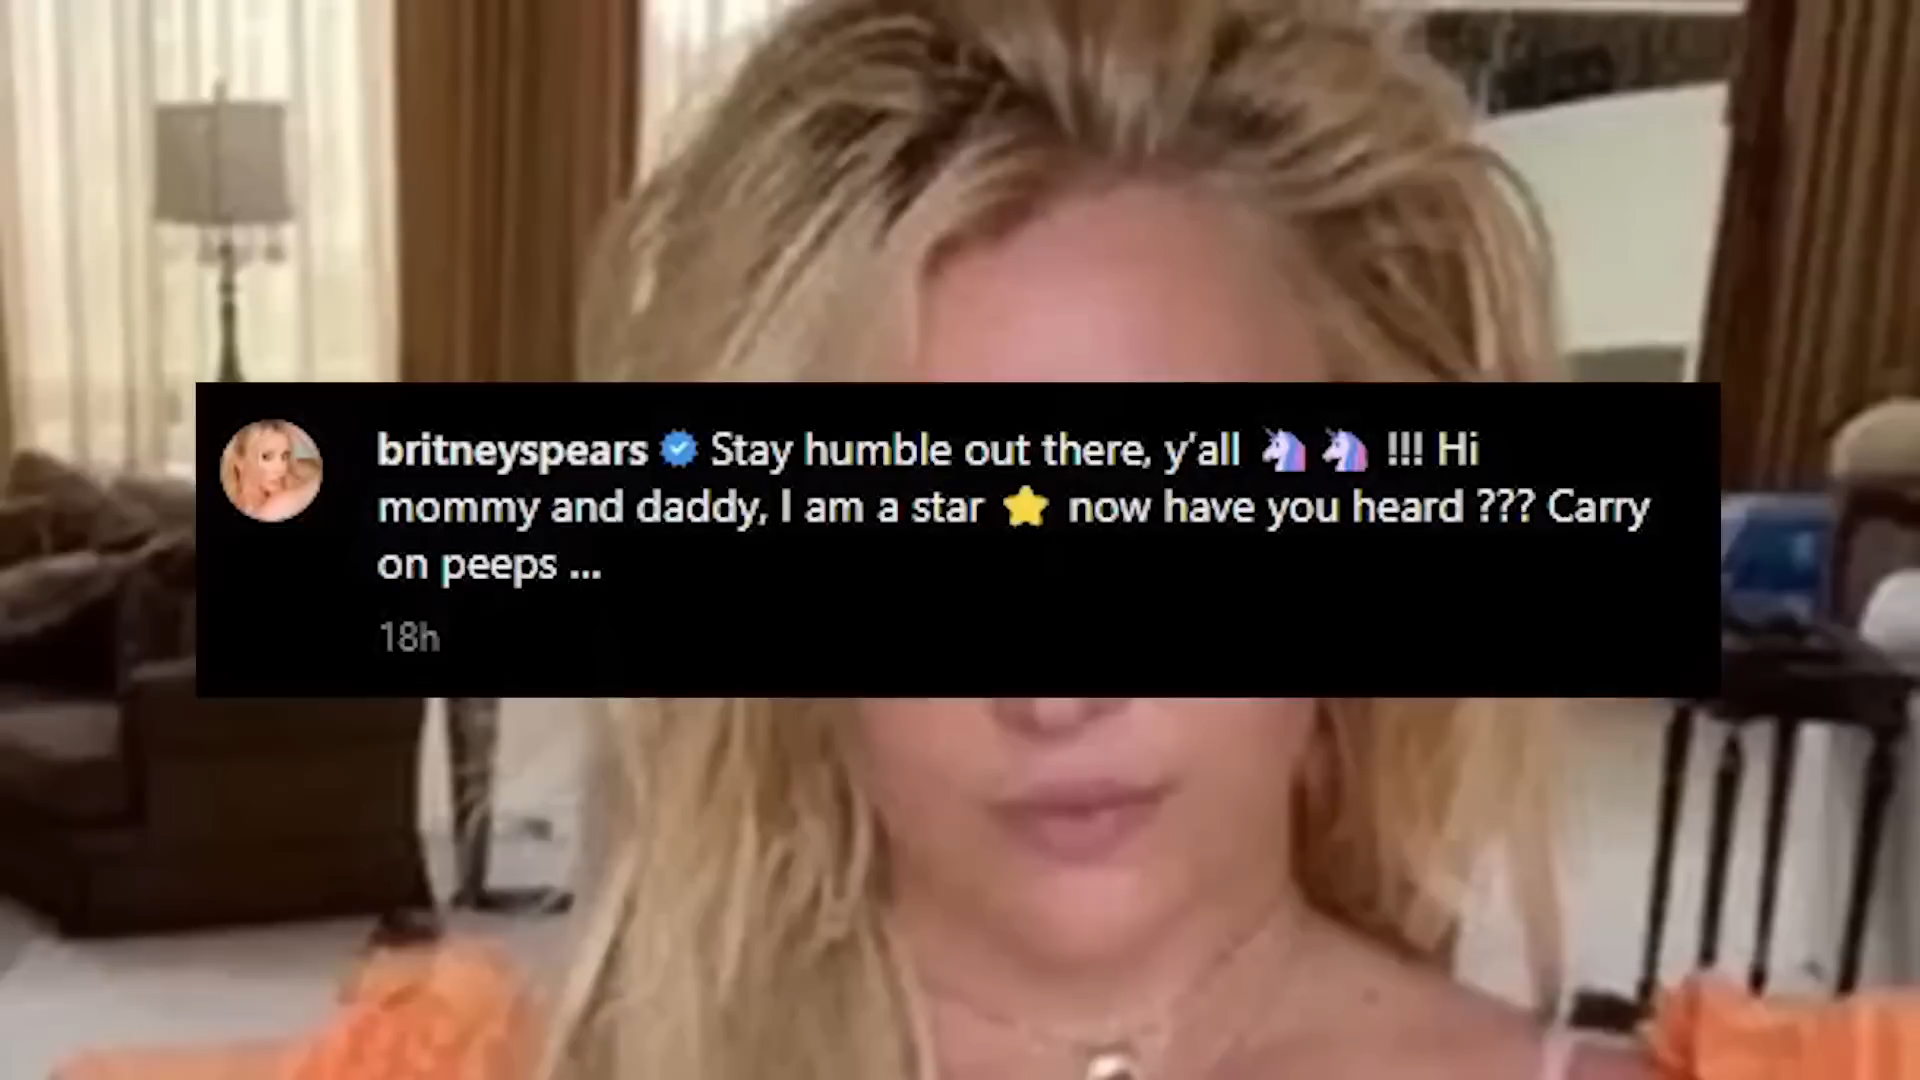 britneyspears Stay humble out there, y'all 🦄 🦄 !!! Hi
mommy and daddy, I am a star ⭐ now have you heard ??? Carry
on peeps ...
18h